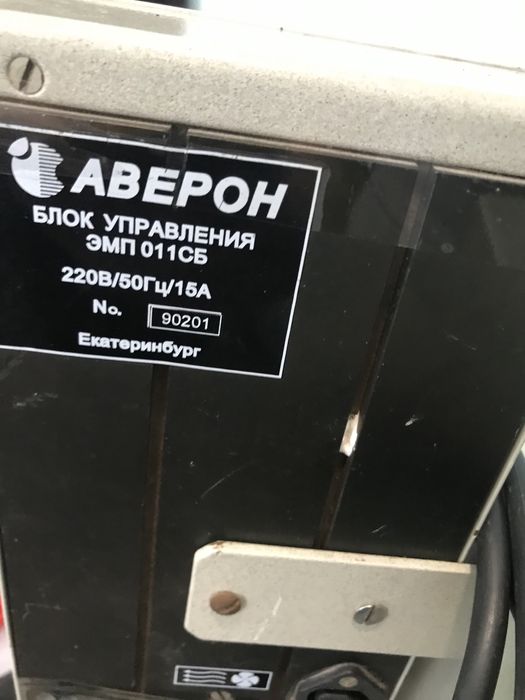 АВЕРОН
БЛОК УПРАВЛЕНИЯ
ЭМП 011СБ
220В/50Гц/15А
No. 90201
Екатеринбург